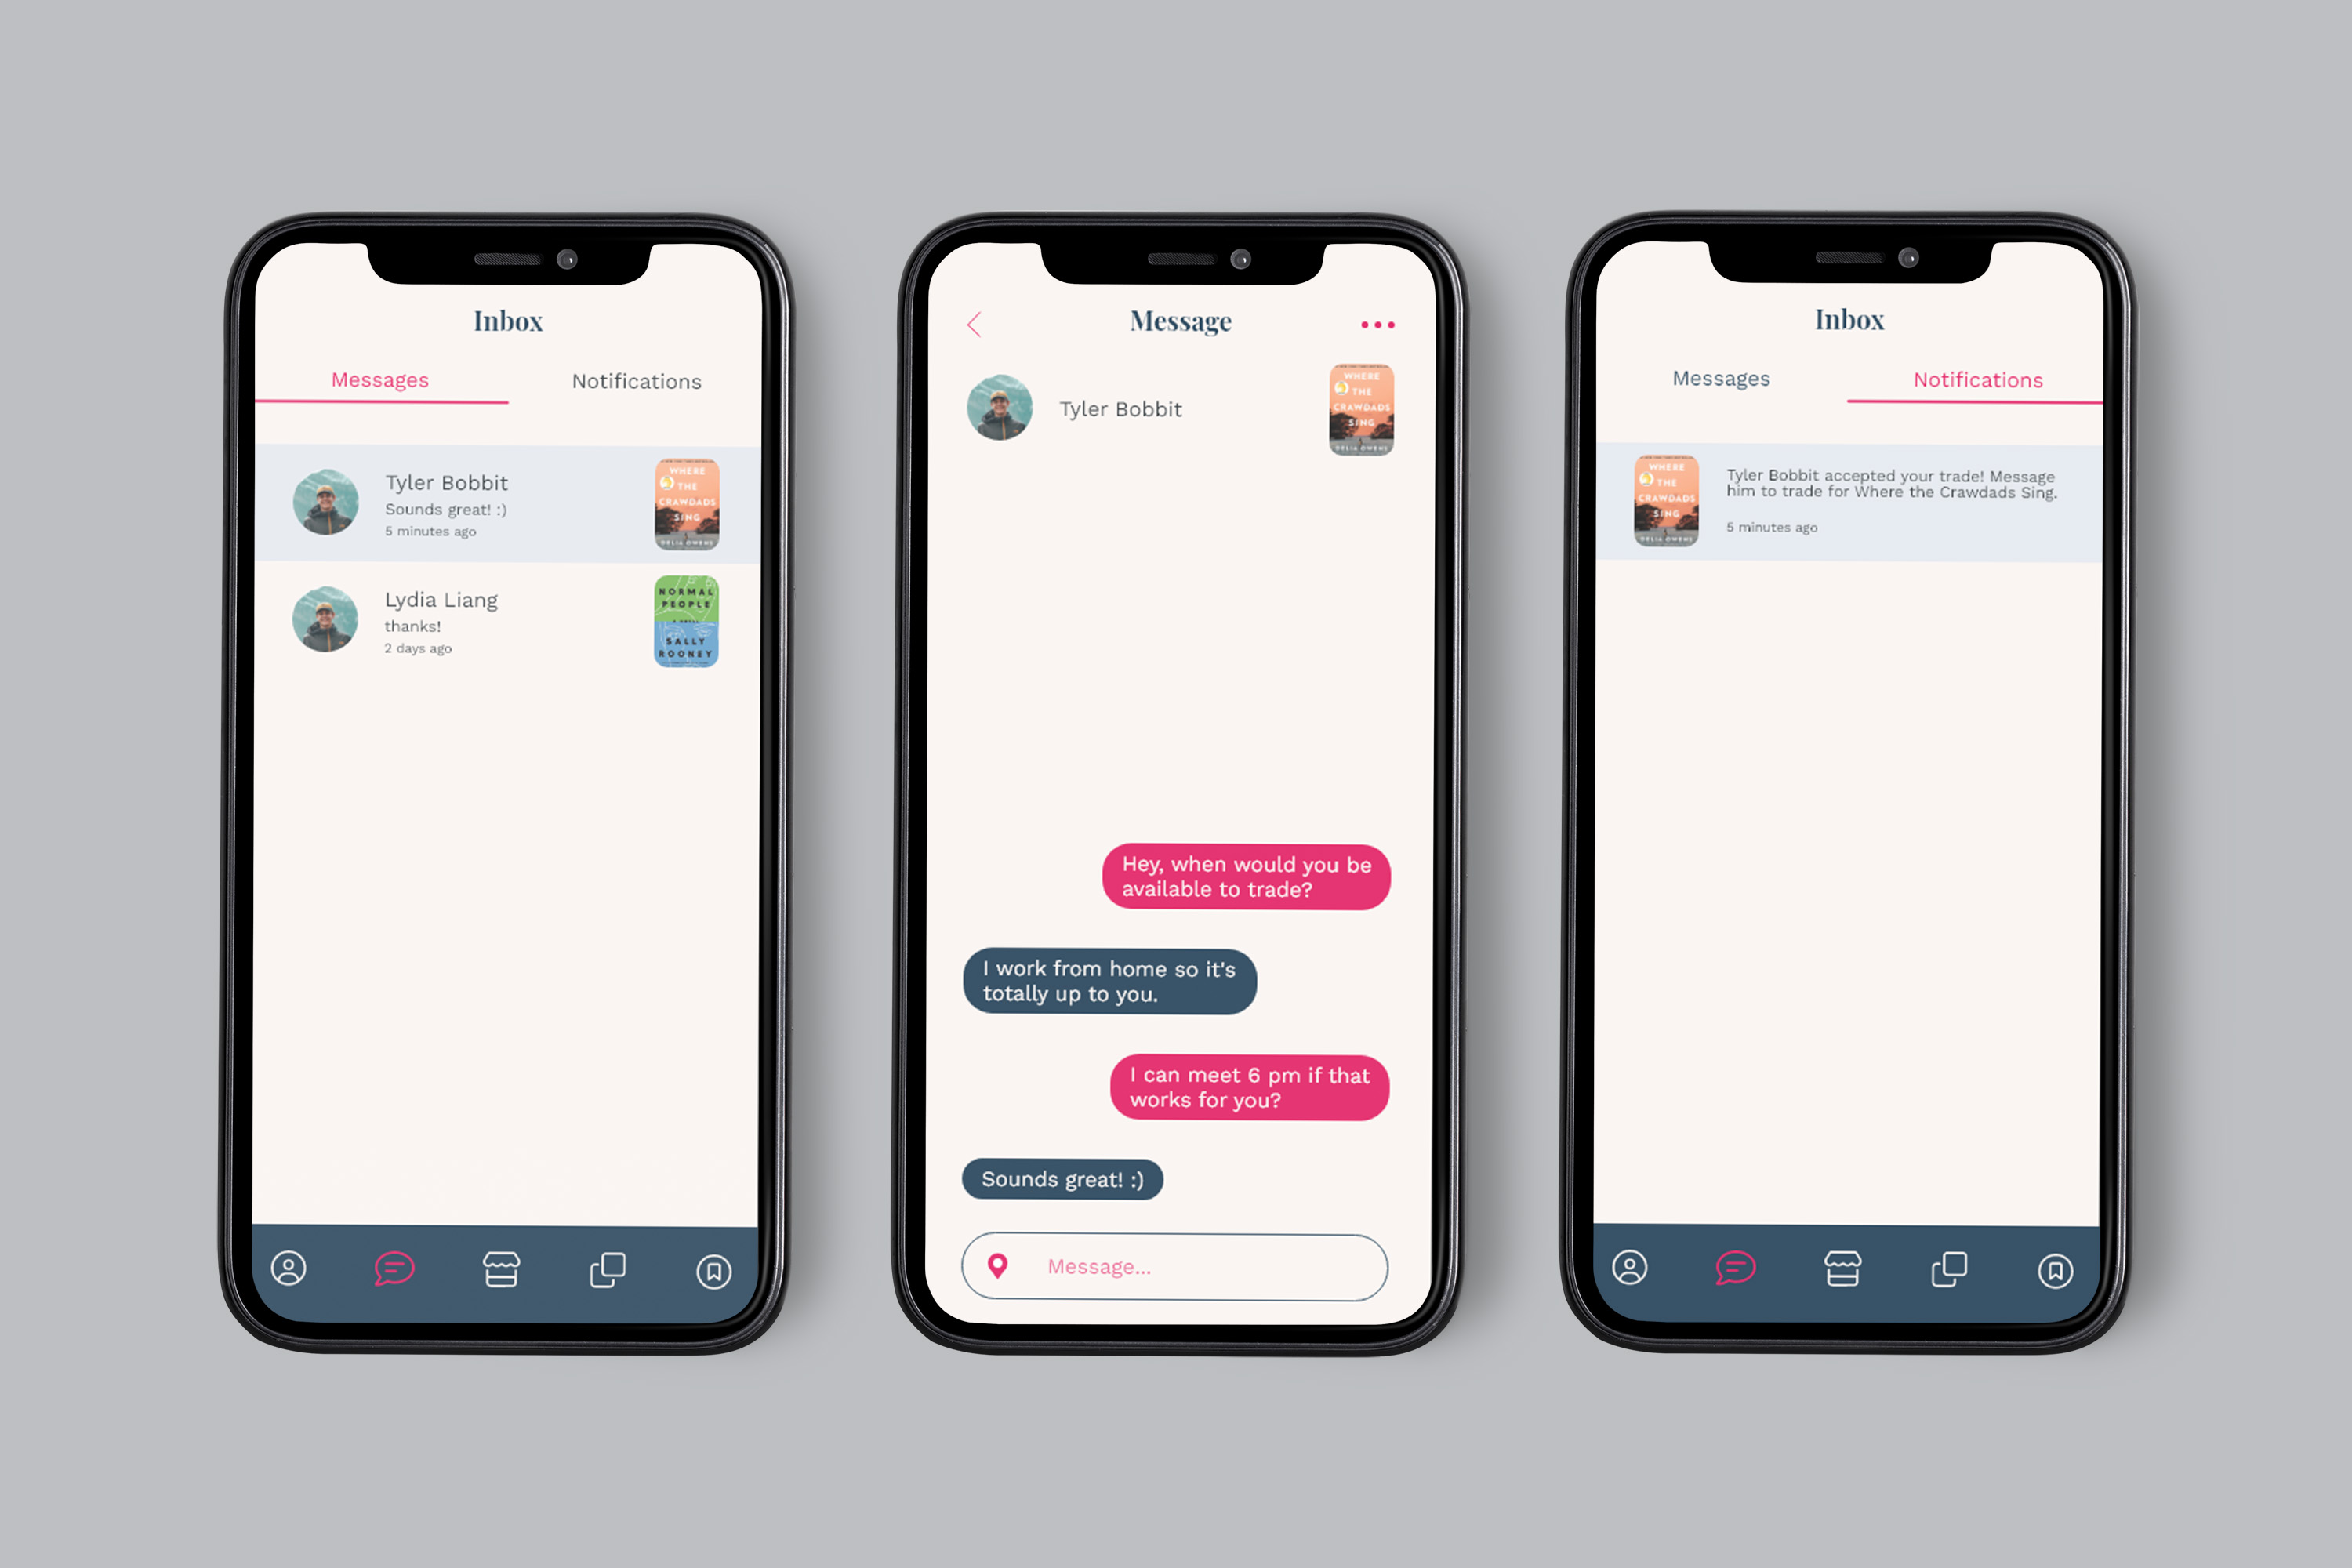 Inbox
Messages
Notifications
Tyler Bobbit
Sounds great! :)
5 minutes ago
WHERE
THE
CRAWDADS
SING
DELIA OWENS
Lydia Liang
thanks!
2 days ago
NORMAL
PEOPLE
A NOVEL
SALLY
ROONEY
Message
Tyler Bobbit
WHERE
THE
CRAWDADS
SING
DELIA OWENS
Hey, when would you be
available to trade?
I work from home so it's
totally up to you.
I can meet 6 pm if that
works for you?
Sounds great! :)
Message...
Inbox
Messages
Notifications
WHERE
THE
CRAWDADS
SING
DELIA OWENS
Tyler Bobbit accepted your trade! Message
him to trade for Where the Crawdads Sing.
5 minutes ago